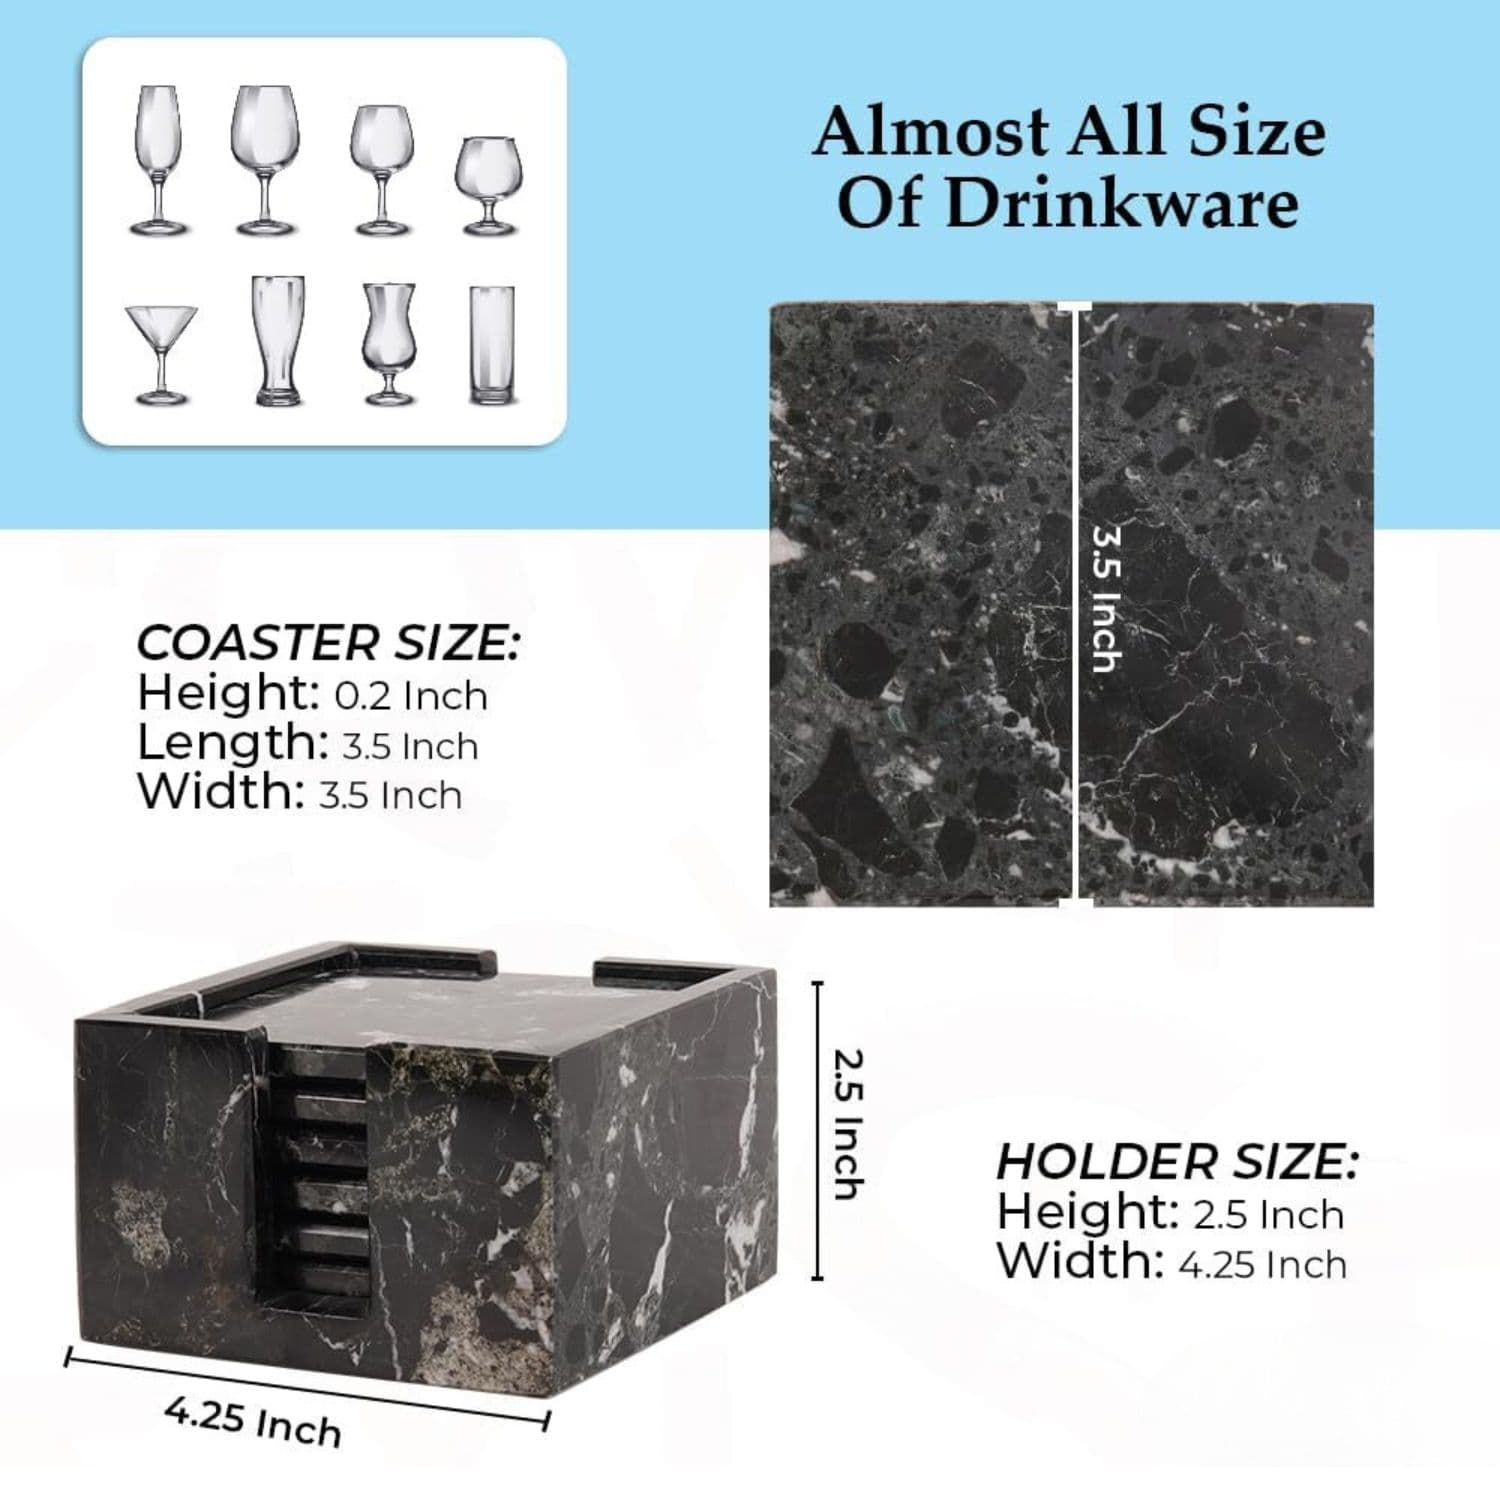 Almost All Size
Of Drinkware
3.5 Inch
COASTER SIZE:
Height: 0.2 Inch
Length: 3.5 Inch
Width: 3.5 Inch
2.5 Inch
HOLDER SIZE:
Height: 2.5 Inch
Width: 4.25 Inch
4.25 Inch